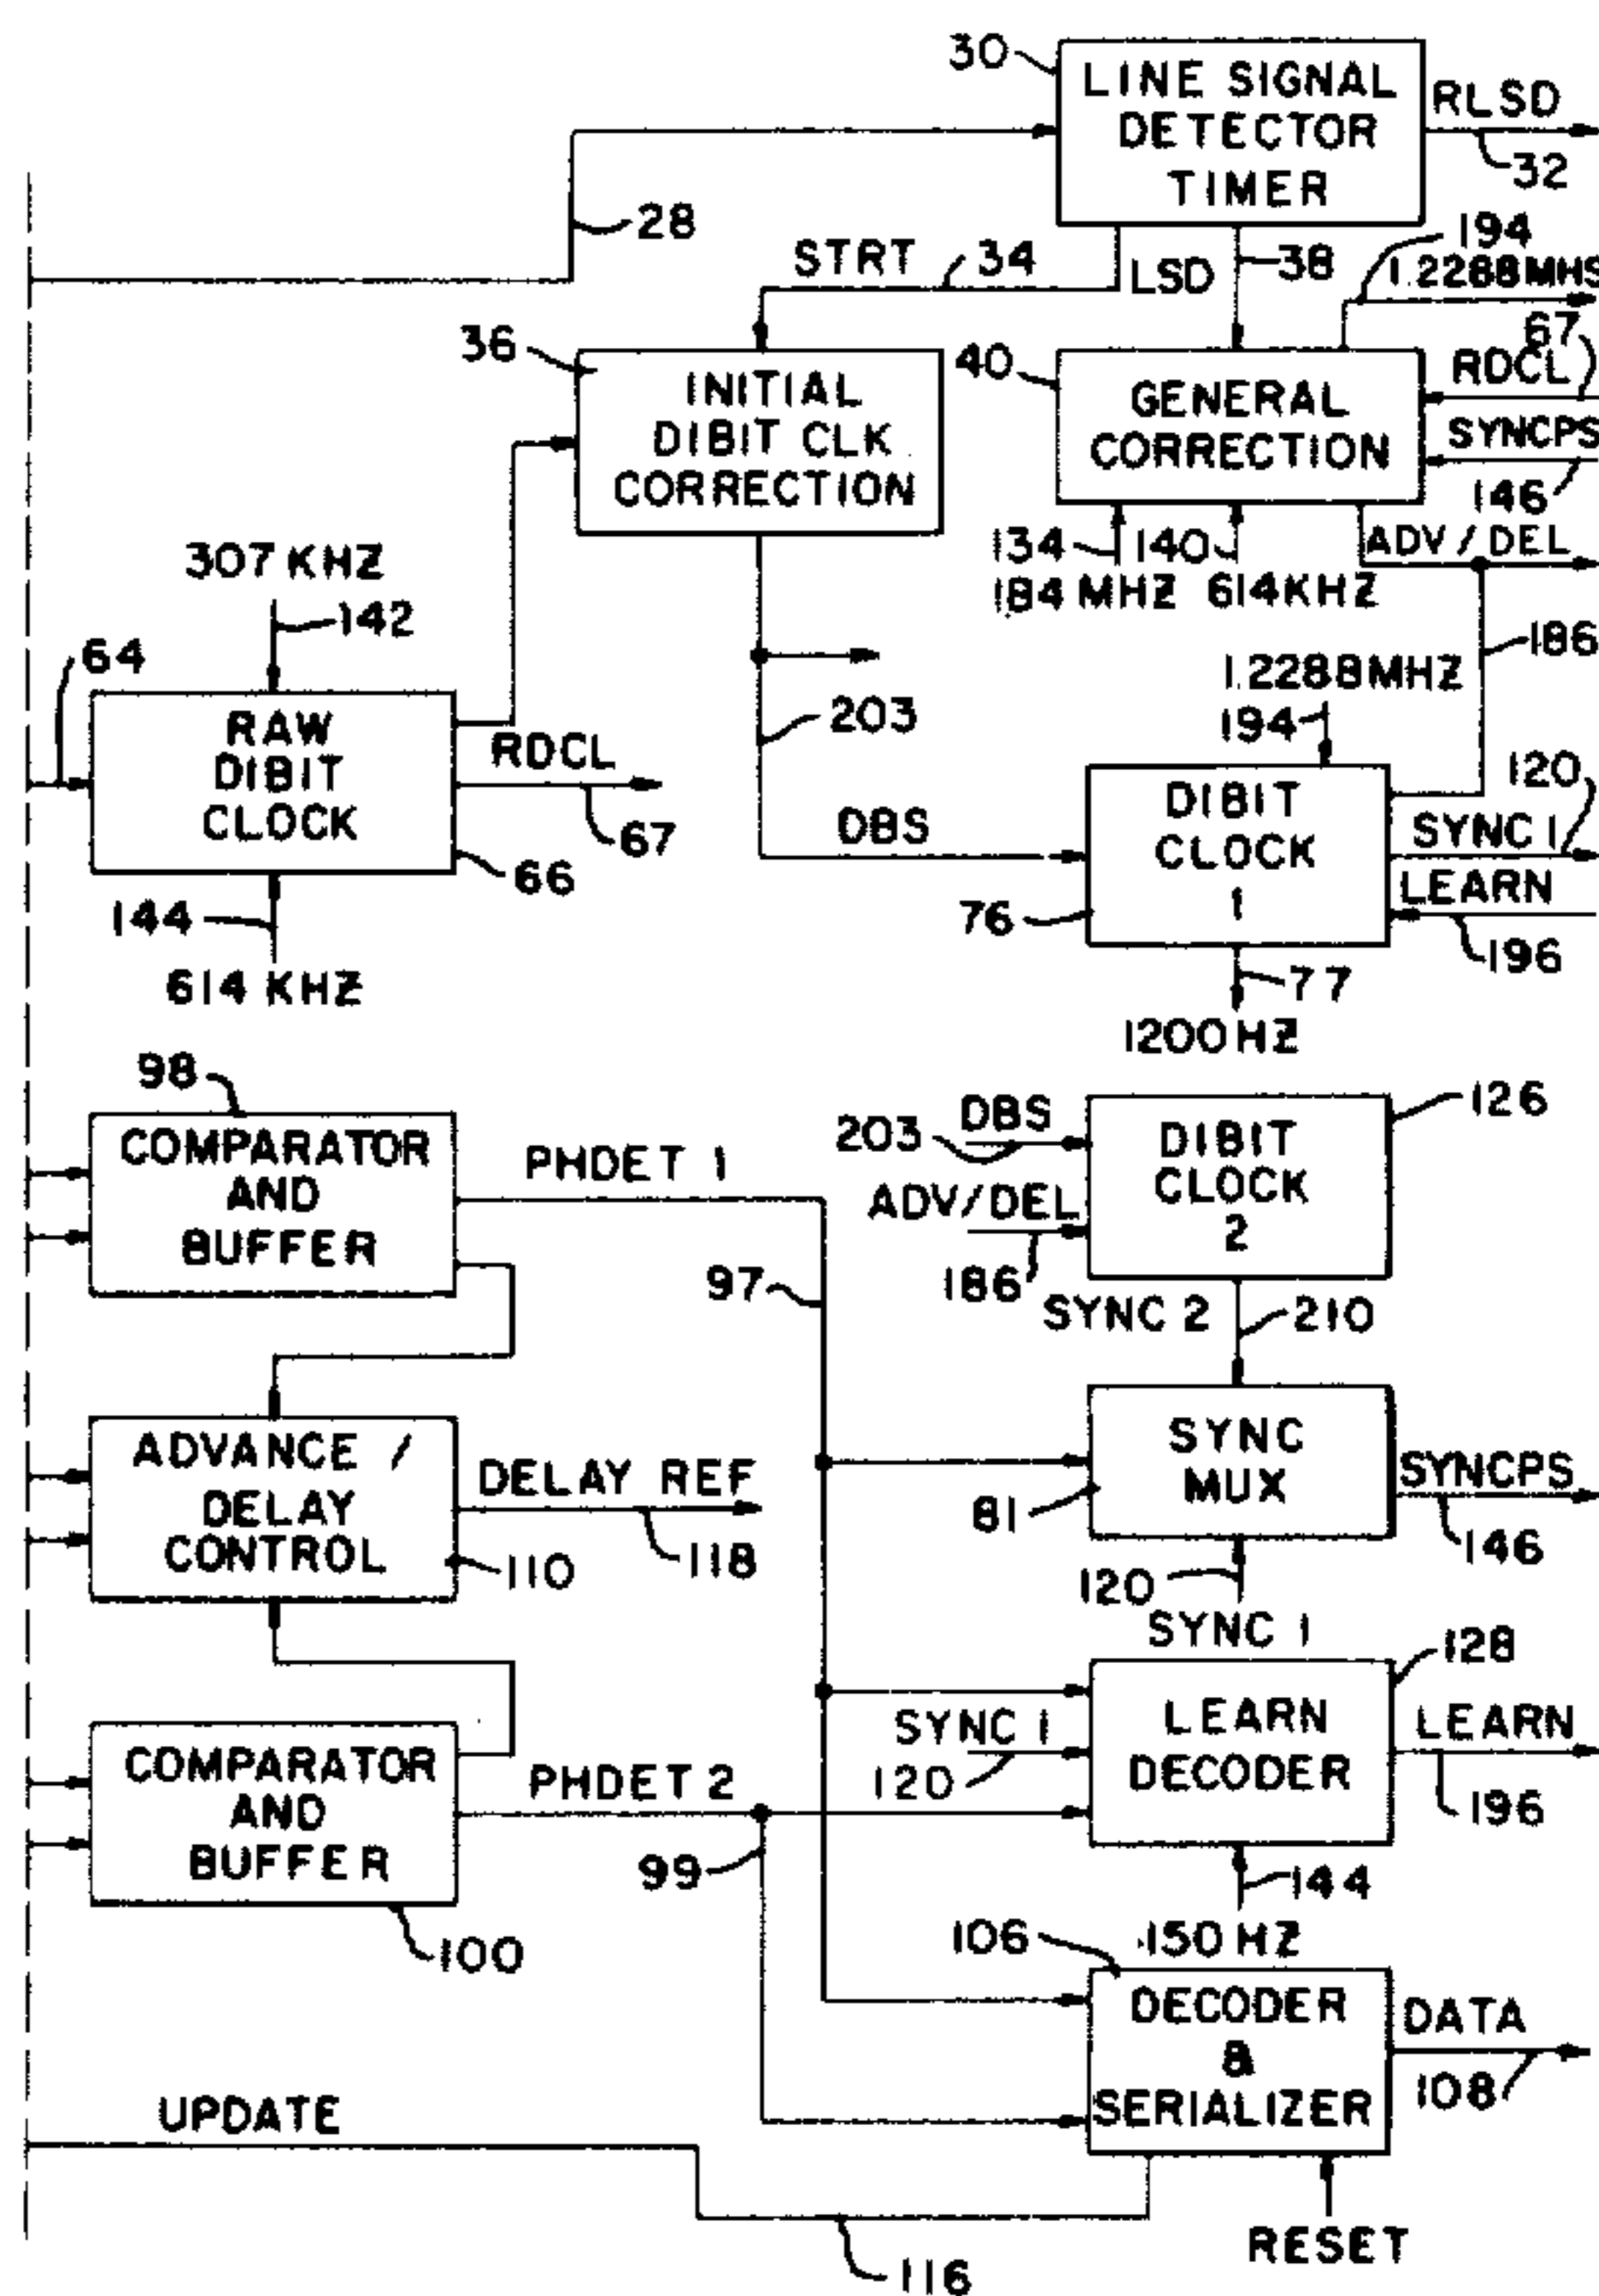 30
LINE SIGNAL
DETECTOR
TIMER
RLSD
32
28
STRT
34
LSD
38
194
1.2288MHS
36
INITIAL
DIBIT CLK
CORRECTION
40
GENERAL
CORRECTION
67
RDCL
SYNCPS
146
134
184 MHZ
140
614KHZ
ADV/DEL
186
307 KHZ
142
64
RAW
DIBIT
CLOCK
RDCL
67
66
144
614 KHZ
203
DBS
1.2288MHZ
194
DIBIT
CLOCK
1
76
120
SYNC 1
LEARN
196
77
1200HZ
98
COMPARATOR
AND
BUFFER
PHDET 1
97
DBS
203
ADV/DEL
186
DIBIT
CLOCK
2
126
SYNC 2
210
ADVANCE /
DELAY
CONTROL
DELAY REF
118
110
SYNC
MUX
81
SYNCPS
146
120
SYNC 1
COMPARATOR
AND
BUFFER
100
PHDET 2
99
SYNC 1
120
LEARN
DECODER
128
LEARN
196
144
150 HZ
106
DECODER
&
SERIALIZER
DATA
108
UPDATE
116
RESET